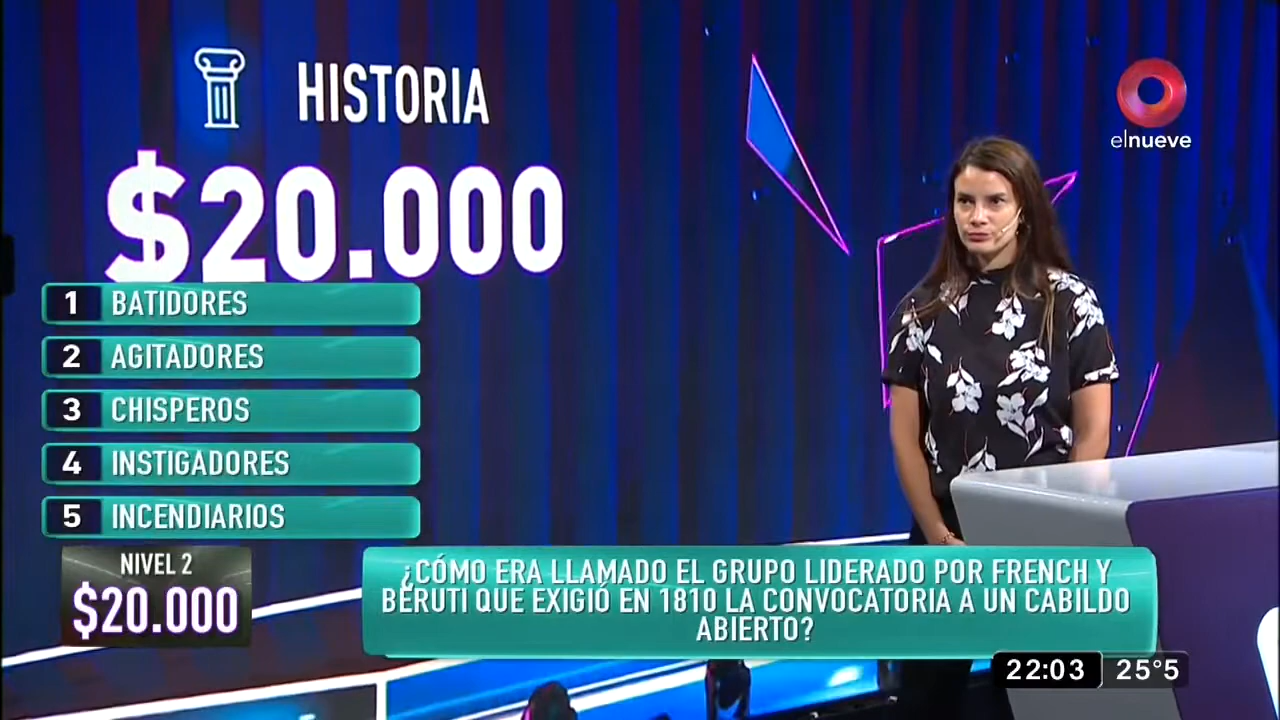 HISTORIA
$20.000
elnueve
1 BATIDORES
2 AGITADORES
3 CHISPEROS
4 INSTIGADORES
5 INCENDIARIOS
NIVEL 2
$20.000
¿CÓMO ERA LLAMADO EL GRUPO LIDERADO POR FRENCH Y
BERUTI QUE EXIGIÓ EN 1810 LA CONVOCATORIA A UN CABILDO
ABIERTO?
22:03 25°5